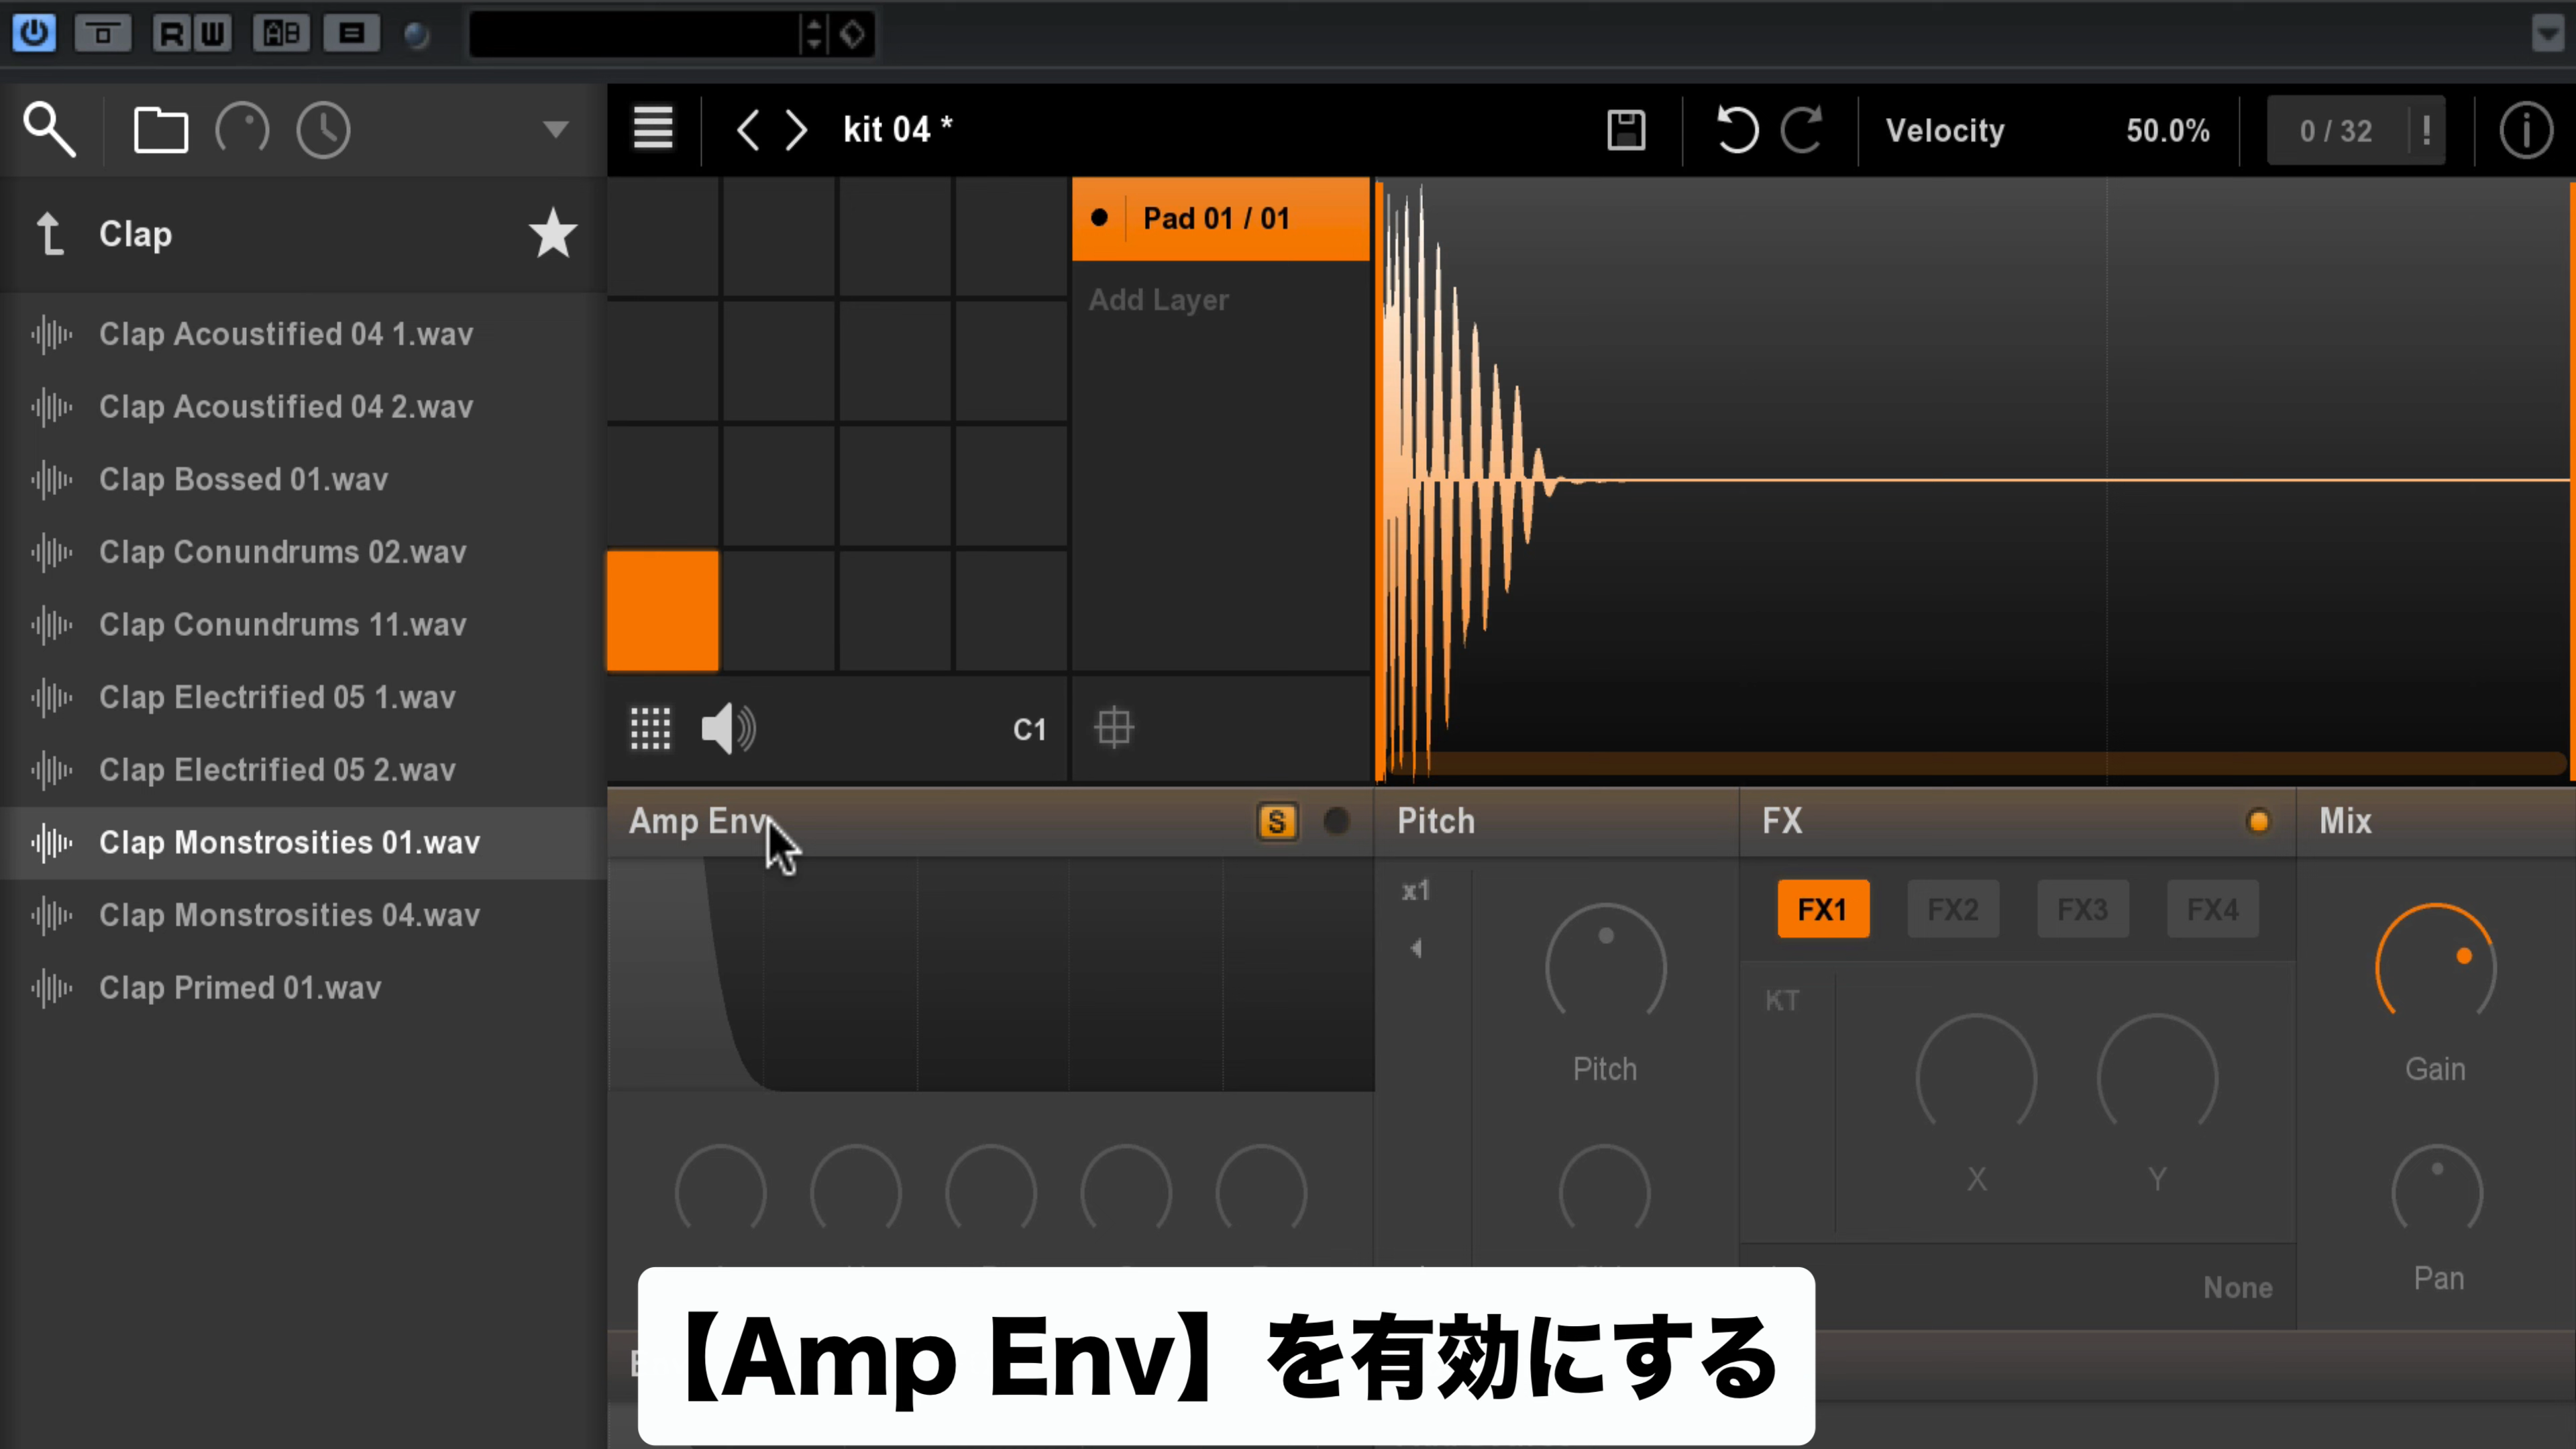 R W AB
kit 04 *
Velocity 50.0% 0 / 32 !
Clap
Pad 01 / 01
Add Layer
Clap Acoustified 04 1.wav
Clap Acoustified 04 2.wav
Clap Bossed 01.wav
Clap Conundrums 02.wav
Clap Conundrums 11.wav
Clap Electrified 05 1.wav
Clap Electrified 05 2.wav
Clap Monstrosities 01.wav
Clap Monstrosities 04.wav
Clap Primed 01.wav
C1
Amp Env S
Pitch
FX
Mix
x1
Pitch
FX1 FX2 FX3 FX4
KT
X Y
None
Gain
Pan
【Amp Env】を有効にする